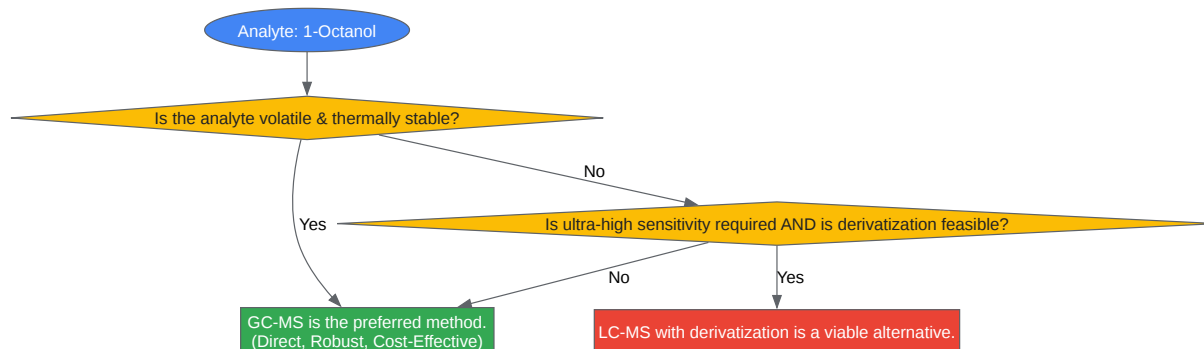 Analyte: 1-Octanol
Is the analyte volatile & thermally stable?
No
Yes
Is ultra-high sensitivity required AND is derivatization feasible?
No
Yes
GC-MS is the preferred method.
(Direct, Robust, Cost-Effective)
LC-MS with derivatization is a viable alternative.